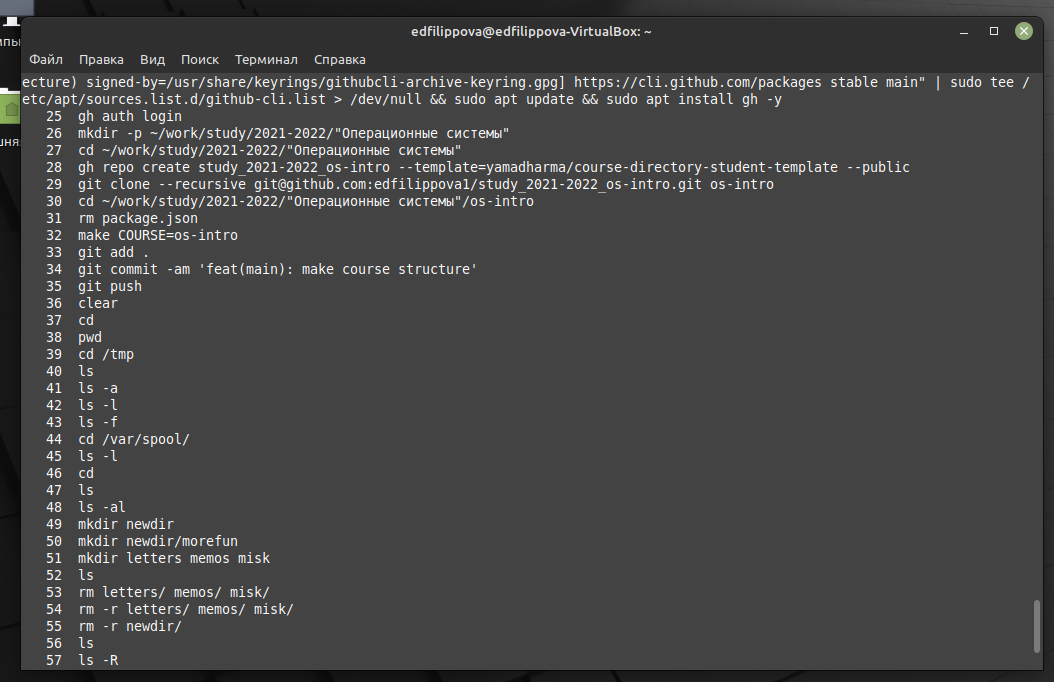 edfilippova@edfilippova-VirtualBox: ~
Файл Правка Вид Поиск Терминал Справка
ecture) signed-by=/usr/share/keyrings/githubcli-archive-keyring.gpg] https://cli.github.com/packages stable main" | sudo tee /
etc/apt/sources.list.d/github-cli.list > /dev/null && sudo apt update && sudo apt install gh -y
25 gh auth login
26 mkdir -p ~/work/study/2021-2022/"Операционные системы"
27 cd ~/work/study/2021-2022/"Операционные системы"
28 gh repo create study_2021-2022_os-intro --template=yamadharma/course-directory-student-template --public
29 git clone --recursive git@github.com:edfilippova1/study_2021-2022_os-intro.git os-intro
30 cd ~/work/study/2021-2022/"Операционные системы"/os-intro
31 rm package.json
32 make COURSE=os-intro
33 git add .
34 git commit -am 'feat(main): make course structure'
35 git push
36 clear
37 cd
38 pwd
39 cd /tmp
40 ls
41 ls -a
42 ls -l
43 ls -f
44 cd /var/spool/
45 ls -l
46 cd
47 ls
48 ls -al
49 mkdir newdir
50 mkdir newdir/morefun
51 mkdir letters memos misk
52 ls
53 rm letters/ memos/ misk/
54 rm -r letters/ memos/ misk/
55 rm -r newdir/
56 ls
57 ls -R